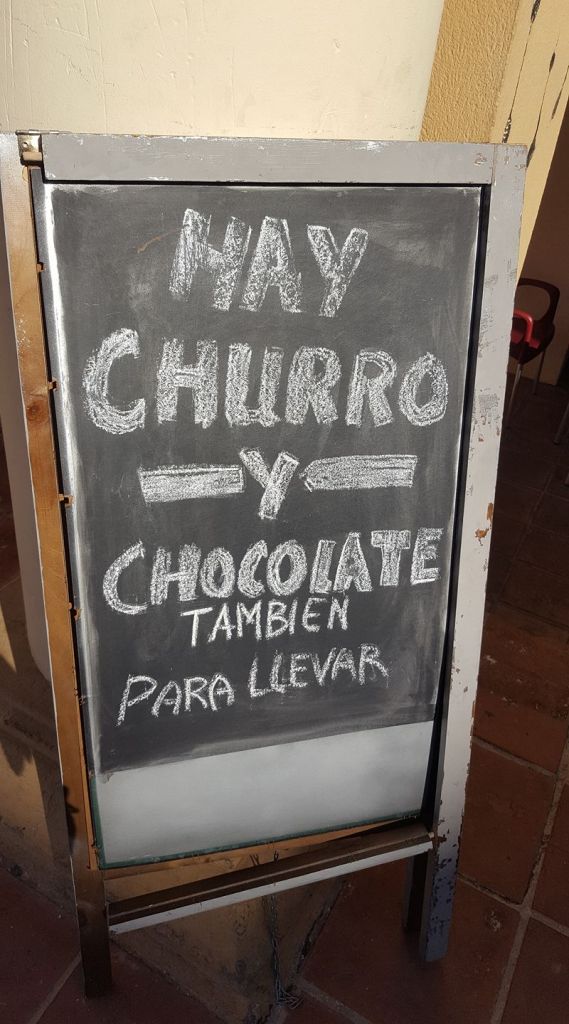 HAY
CHURRO
Y
CHOCOLATE
TAMBIEN
PARA LLEVAR